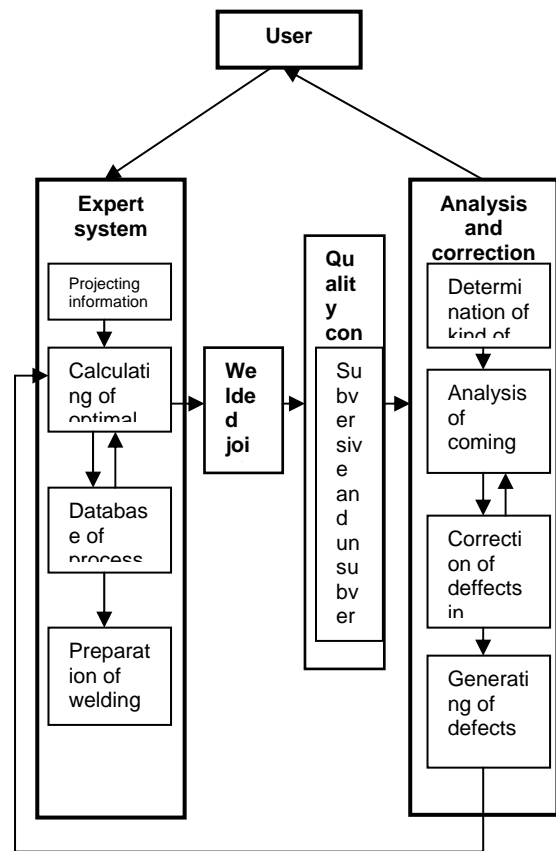 User
Expert
system
Projecting
information
Calculati
ng of
optimal
Databas
e of
process
Preparat
ion of
welding
We
lde
d
joi
Qu
alit
y
con
Su
bv
er
siv
e
and
un
su
bv
er
Analysis
and
correction
Determi
nation of
kind of
Analysis
of
coming
Correcti
on of
deffects in
Generati
ng of
defects